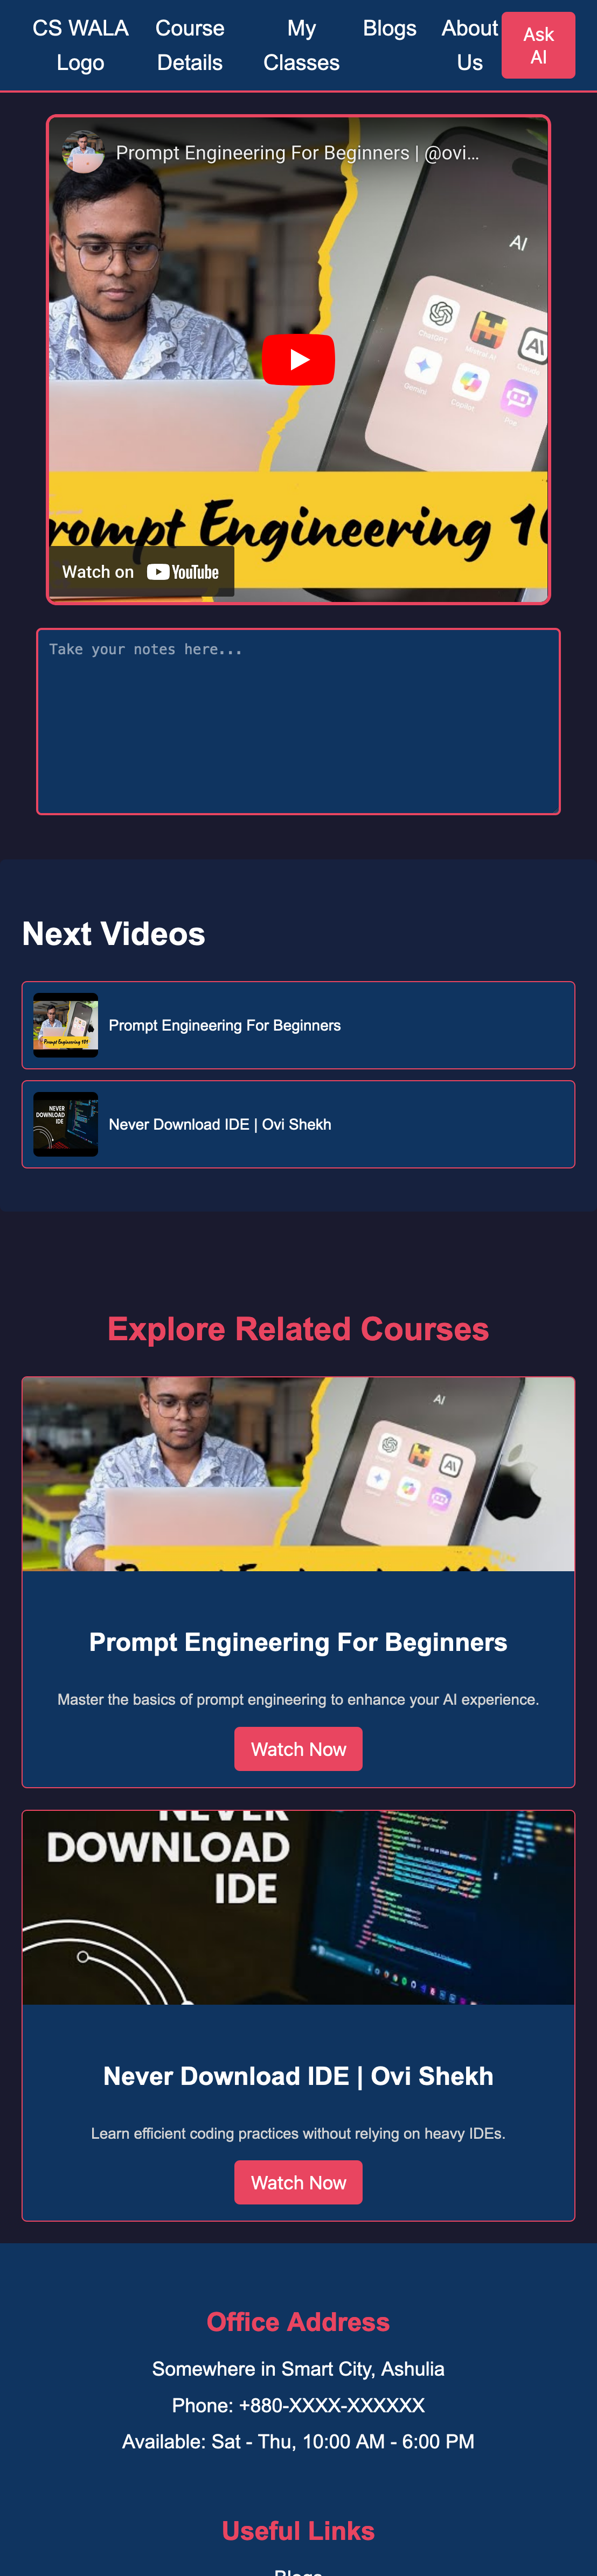 CS WALA Logo
Course Details
My Classes
Blogs
About Us
Ask AI
Prompt Engineering For Beginners | @ovi...
AI
ChatGPT
Mistral AI
Claude
Gemini
Copilot
Poe
rompt Engineering 1
Watch on YouTube
Take your notes here...
Next Videos
Prompt Engineering 101
Prompt Engineering For Beginners
NEVER
DOWNLOAD
IDE
Never Download IDE | Ovi Shekh
Explore Related Courses
AI
Prompt Engineering For Beginners
Master the basics of prompt engineering to enhance your AI experience.
Watch Now
NEVER
DOWNLOAD
IDE
Never Download IDE | Ovi Shekh
Learn efficient coding practices without relying on heavy IDEs.
Watch Now
Office Address
Somewhere in Smart City, Ashulia
Phone: +880-XXXX-XXXXXX
Available: Sat - Thu, 10:00 AM - 6:00 PM
Useful Links
Blogs